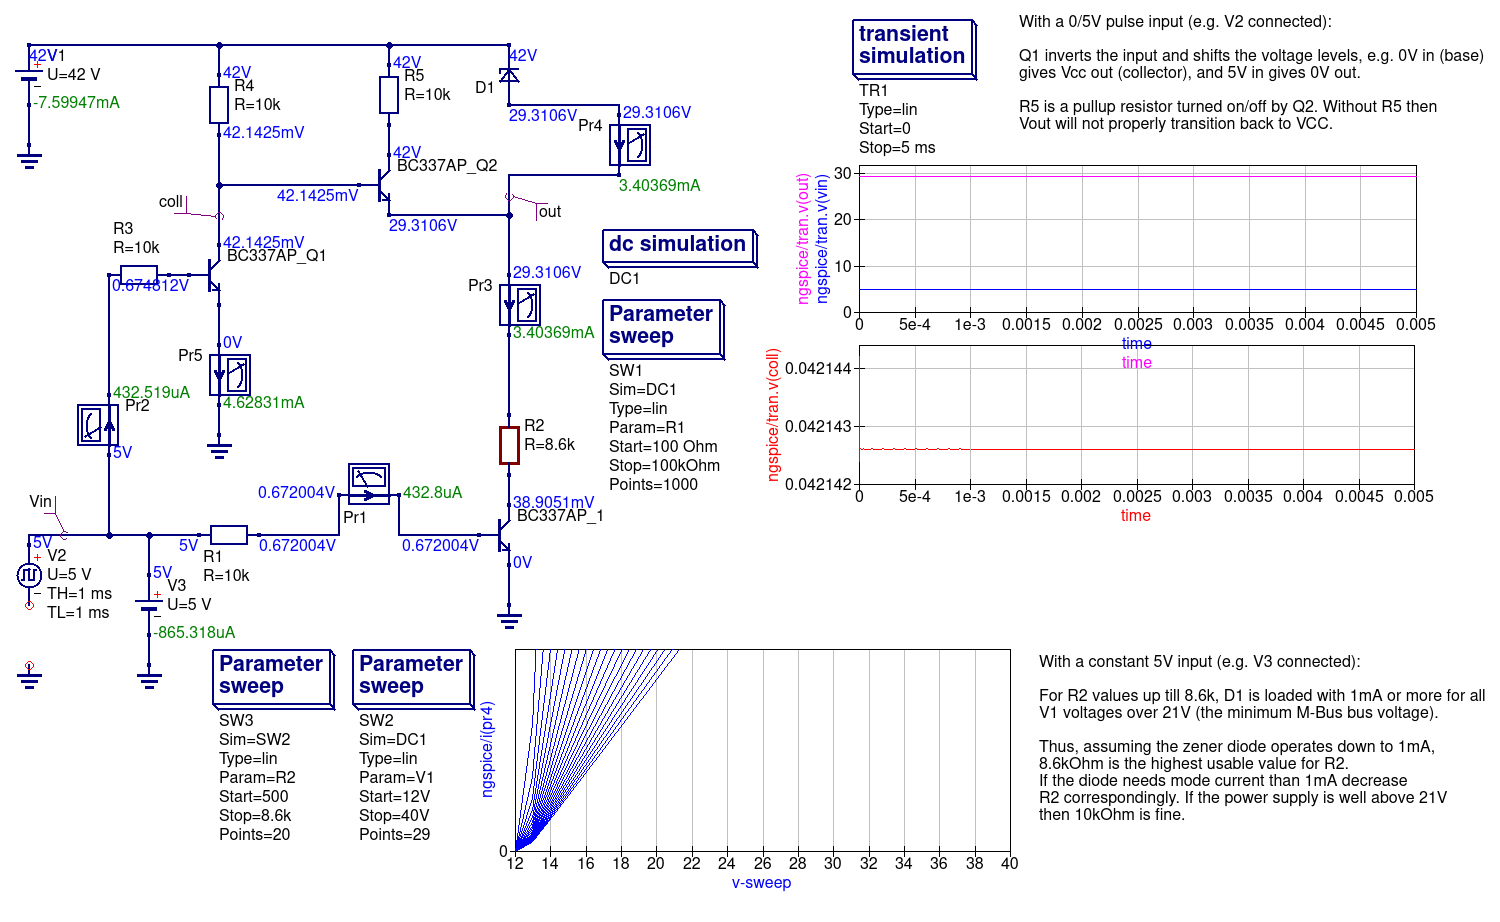 42V
V1
U=42 V
-7.59947mA
42V
R4
R=10k
42.1425mV
42V
R5
R=10k
42V
BC337AP_Q2
42V
D1
29.3106V
29.3106V
Pr4
3.40369mA
42.1425mV
29.3106V
coll
out
R3
R=10k
0.674812V
42.1425mV
BC337AP_Q1
29.3106V
Pr3
3.40369mA
0V
Pr5
4.62831mA
432.519uA
Pr2
5V
R2
R=8.6k
38.9051mV
BC337AP_1
0V
0.672004V
432.8uA
Pr1
Vin
5V
V2
U=5 V
TH=1 ms
TL=1 ms
5V
R1
R=10k
0.672004V
0.672004V
5V
V3
U=5 V
-865.318uA
dc simulation
DC1
Parameter
sweep
SW1
Sim=DC1
Type=lin
Param=R1
Start=100 Ohm
Stop=100kOhm
Points=1000
transient
simulation
TR1
Type=lin
Start=0
Stop=5 ms
With a 0/5V pulse input (e.g. V2 connected):
Q1 inverts the input and shifts the voltage levels, e.g. 0V in (base)
gives Vcc out (collector), and 5V in gives 0V out.
R5 is a pullup resistor turned on/off by Q2. Without R5 then
Vout will not properly transition back to VCC.
ngspice/tran.v(out)
ngspice/tran.v(vin)
30
20
10
0
0 5e-4 1e-3 0.0015 0.002 0.0025 0.003 0.0035 0.004 0.0045 0.005
time
time
ngspice/tran.v(coll)
0.042144
0.042143
0.042142
0 5e-4 1e-3 0.0015 0.002 0.0025 0.003 0.0035 0.004 0.0045 0.005
time
Parameter
sweep
SW3
Sim=SW2
Type=lin
Param=R2
Start=500
Stop=8.6k
Points=20
Parameter
sweep
SW2
Sim=DC1
Type=lin
Param=V1
Start=12V
Stop=40V
Points=29
ngspice/i(pr4)
0
12 14 16 18 20 22 24 26 28 30 32 34 36 38 40
v-sweep
With a constant 5V input (e.g. V3 connected):
For R2 values up till 8.6k, D1 is loaded with 1mA or more for all
V1 voltages over 21V (the minimum M-Bus bus voltage).
Thus, assuming the zener diode operates down to 1mA,
8.6kOhm is the highest usable value for R2.
If the diode needs mode current than 1mA decrease
R2 correspondingly. If the power supply is well above 21V
then 10kOhm is fine.